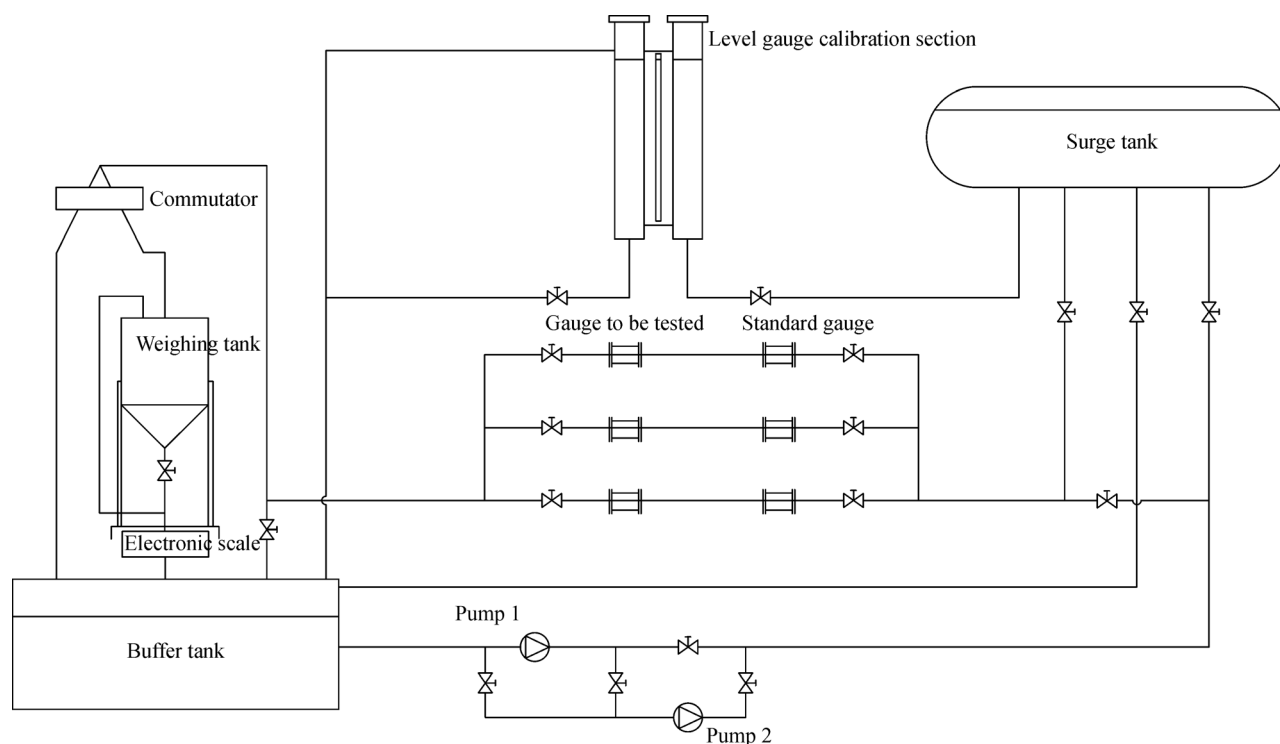 Level gauge calibration section
Surge tank
Commutator
Gauge to be tested
Standard gauge
Weighing tank
Electronic scale
Pump 1
Buffer tank
Pump 2